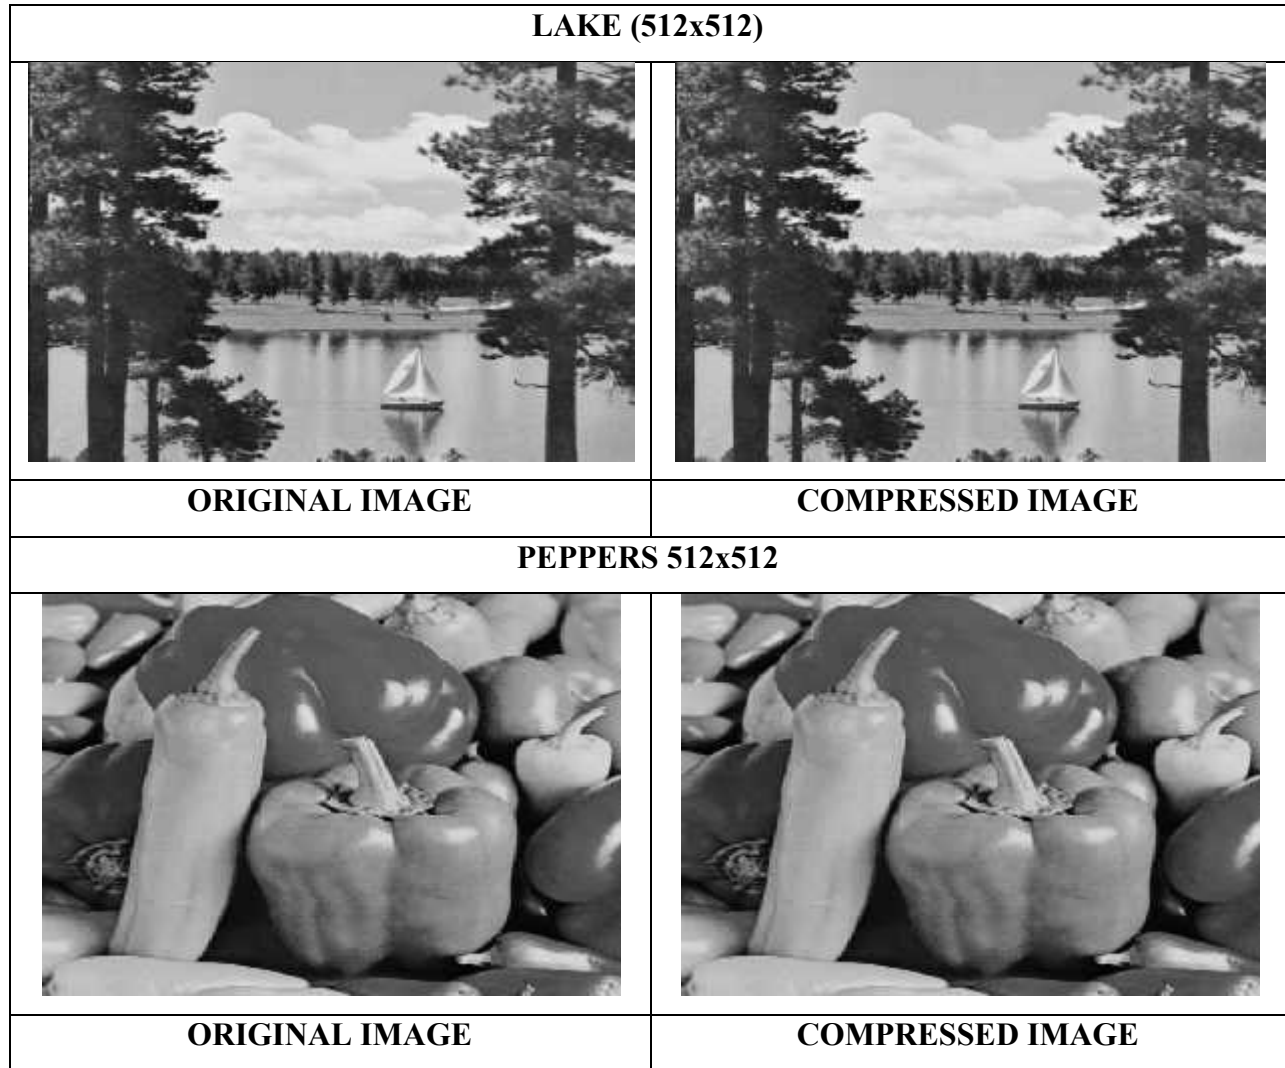 LAKE (512x512)
ORIGINAL IMAGE
COMPRESSED IMAGE
PEPPERS 512x512
ORIGINAL IMAGE
COMPRESSED IMAGE